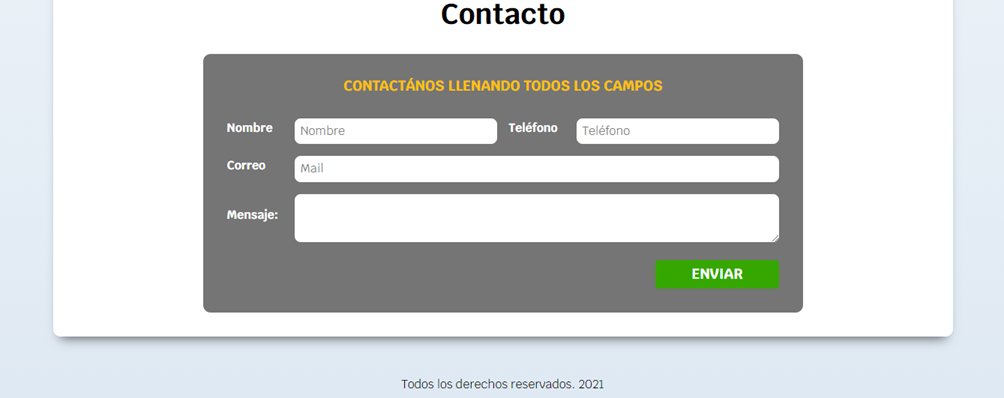 Contacto
CONTACTÁNOS LLENANDO TODOS LOS CAMPOS
Nombre Nombre Teléfono Teléfono
Correo Mail
Mensaje:
ENVIAR
Todos los derechos reservados. 2021